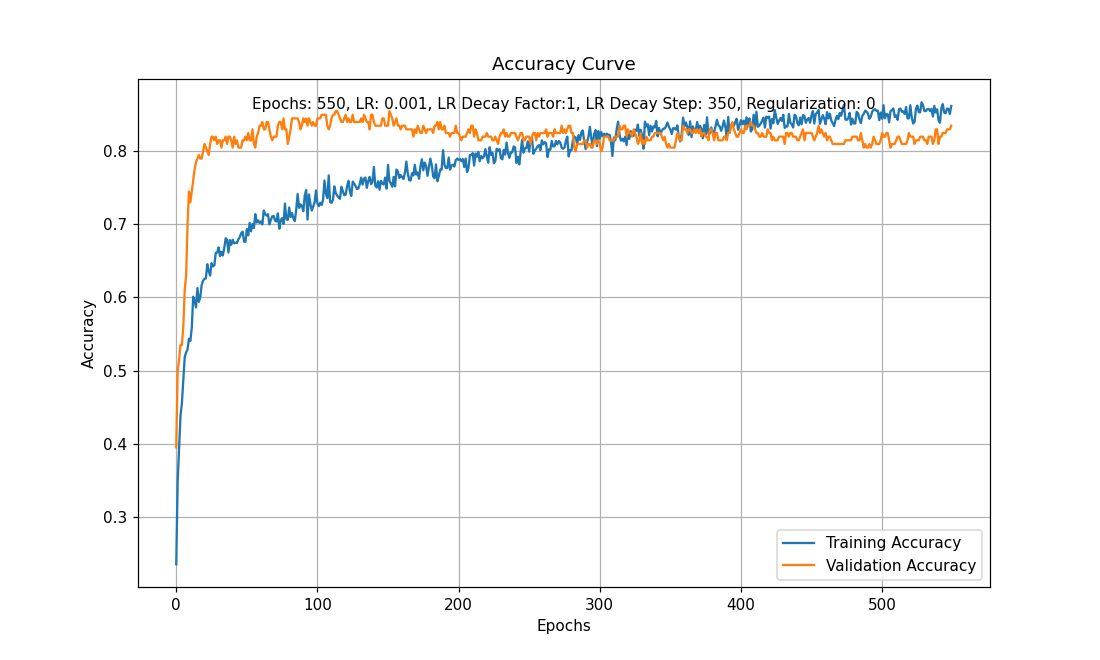 Accuracy Curve
Epochs: 550, LR: 0.001, LR Decay Factor:1, LR Decay Step: 350, Regularization: 0
Accuracy
0.8
0.7
0.6
0.5
0.4
0.3
0
100
200
300
400
500
Epochs
Training Accuracy
Validation Accuracy